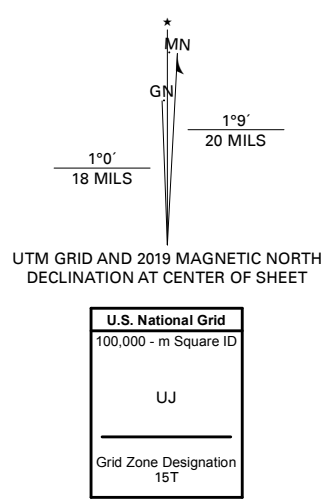 ★
MN
GN
1°9´
20 MILS
1°0´
18 MILS
UTM GRID AND 2019 MAGNETIC NORTH
DECLINATION AT CENTER OF SHEET
U.S. National Grid
100,000 - m Square ID
UJ
Grid Zone Designation
15T